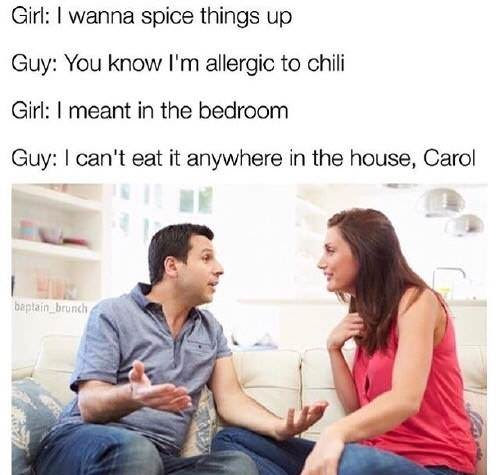 Girl: I wanna spice things up
Guy: You know I'm allergic to chili
Girl: I meant in the bedroom
Guy: I can't eat it anywhere in the house, Carol
baptain_brunch